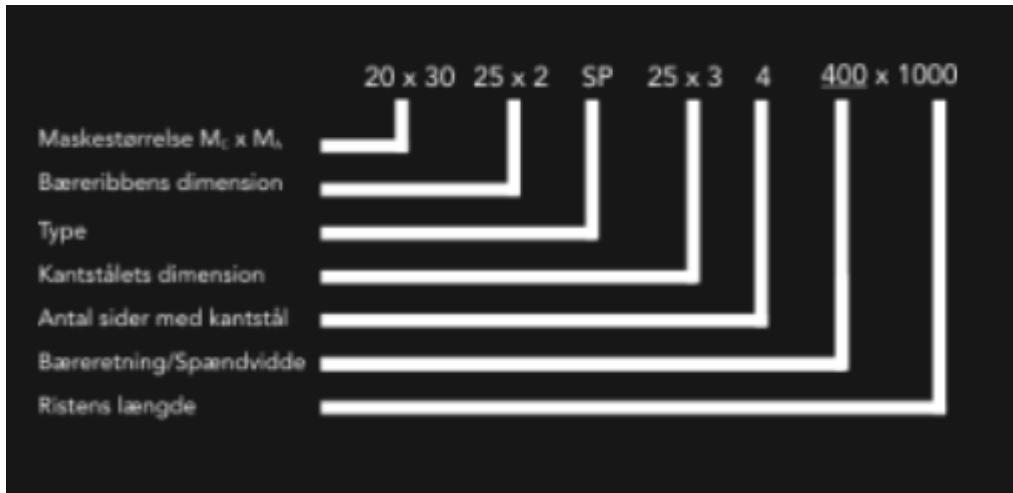 20 x 30 25 x 2 SP 25 x 3 4 400 x 1000
Maskestørrelse Mc x MA
Bæreribbens dimension
Type
Kantstålets dimension
Antal sider med kantstål
Bæreretning/Spændvidde
Ristens længde